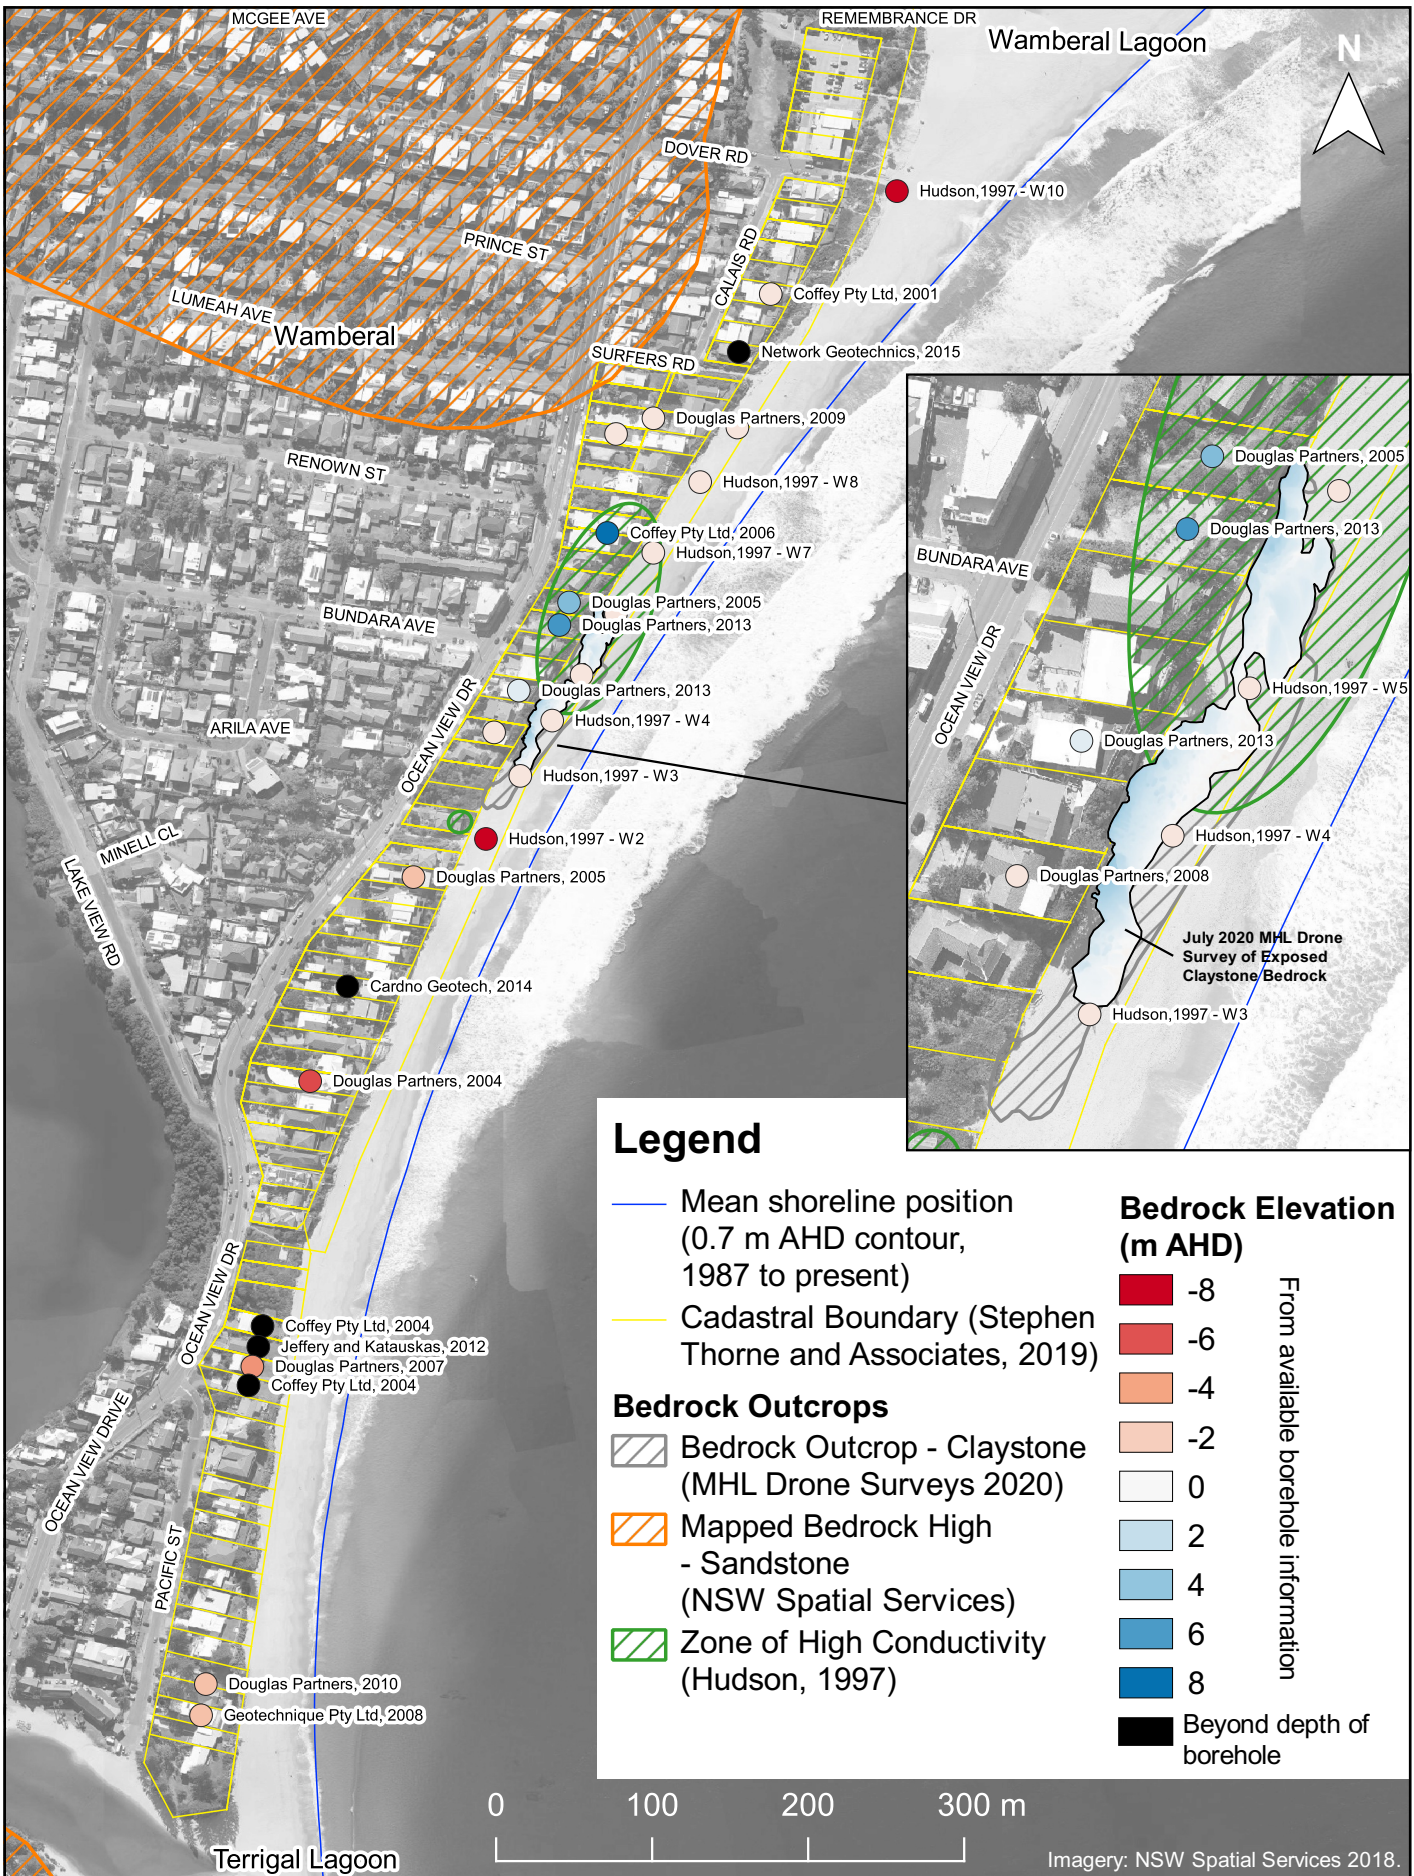 MCGEE AVE
REMEMBRANCE DR
Wamberal Lagoon
N
DOVER RD
Hudson,1997 - W10
PRINCE ST
CALAIS RD
Coffey Pty Ltd, 2001
LUMEAH AVE
Wamberal
SURFERS RD
Network Geotechnics, 2015
Douglas Partners, 2009
RENOWN ST
Hudson,1997 - W8
Coffey Pty Ltd, 2006
Hudson,1997 - W7
Douglas Partners, 2005
BUNDARA AVE
Douglas Partners, 2013
Douglas Partners, 2013
OCEAN VIEW DR
Hudson,1997 - W4
ARILA AVE
Hudson,1997 - W3
MINELL CL
Hudson,1997 - W2
LAKE VIEW RD
Douglas Partners, 2005
Cardno Geotech, 2014
Douglas Partners, 2004
OCEAN VIEW DR
Coffey Pty Ltd, 2004
Jeffery and Katauskas, 2012
Douglas Partners, 2007
Coffey Pty Ltd, 2004
OCEAN VIEW DRIVE
PACIFIC ST
Douglas Partners, 2010
Geotechnique Pty Ltd, 2008
Terrigal Lagoon
Douglas Partners, 2005
Douglas Partners, 2013
BUNDARA AVE
OCEAN VIEW DR
Hudson,1997 - W5
Douglas Partners, 2013
Hudson,1997 - W4
Douglas Partners, 2008
July 2020 MHL Drone
Survey of Exposed
Claystone Bedrock
Hudson,1997 - W3
Legend
Mean shoreline position
(0.7 m AHD contour,
1987 to present)
Cadastral Boundary (Stephen
Thorne and Associates, 2019)
Bedrock Outcrops
Bedrock Outcrop - Claystone
(MHL Drone Surveys 2020)
Mapped Bedrock High
- Sandstone
(NSW Spatial Services)
Zone of High Conductivity
(Hudson, 1997)
Bedrock Elevation
(m AHD)
-8
-6
-4
-2
0
2
4
6
8
Beyond depth of
borehole
From available borehole information
0 100 200 300 m
Imagery: NSW Spatial Services 2018.